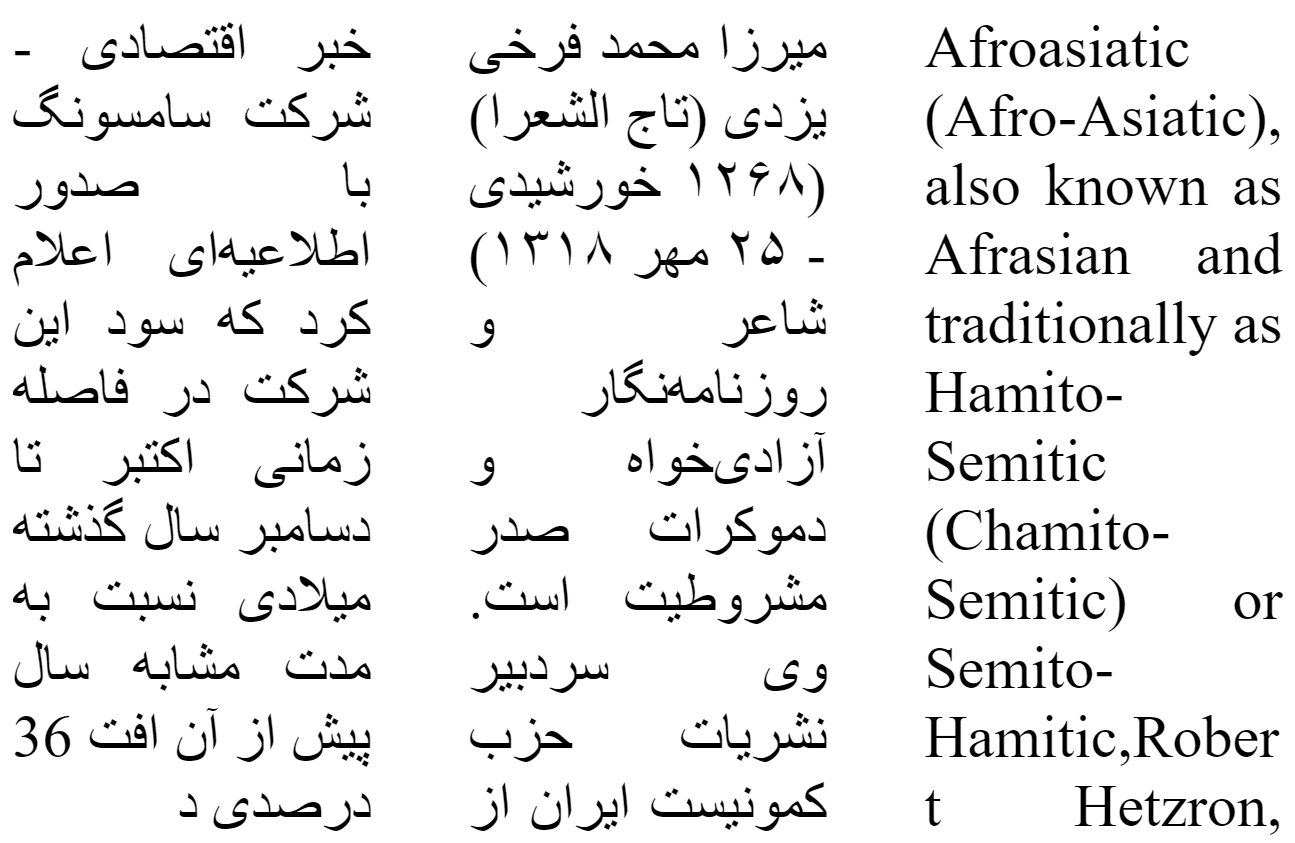 Afroasiatic
(Afro-Asiatic),
also known as
Afrasian and
traditionally as
Hamito-
Semitic
(Chamito-
Semitic) or
Semito-
Hamitic,Rober
t Hetzron,
میرزا محمد فرخی
یزدی (تاج الشعرا)
(۱۲۶۸ خورشیدی
- ۲۵ مهر ۱۳۱۸)
شاعر و
روزنامه‌نگار
آزادی‌خواه و
دموکرات صدر
مشروطیت است.
وی سردبیر
نشریات حزب
کمونیست ایران از
خبر اقتصادی -
شرکت سامسونگ
با صدور
اطلاعیه‌ای اعلام
کرد که سود این
شرکت در فاصله
زمانی اکتبر تا
دسامبر سال گذشته
میلادی نسبت به
مدت مشابه سال
پیش از آن افت 36
درصدی د